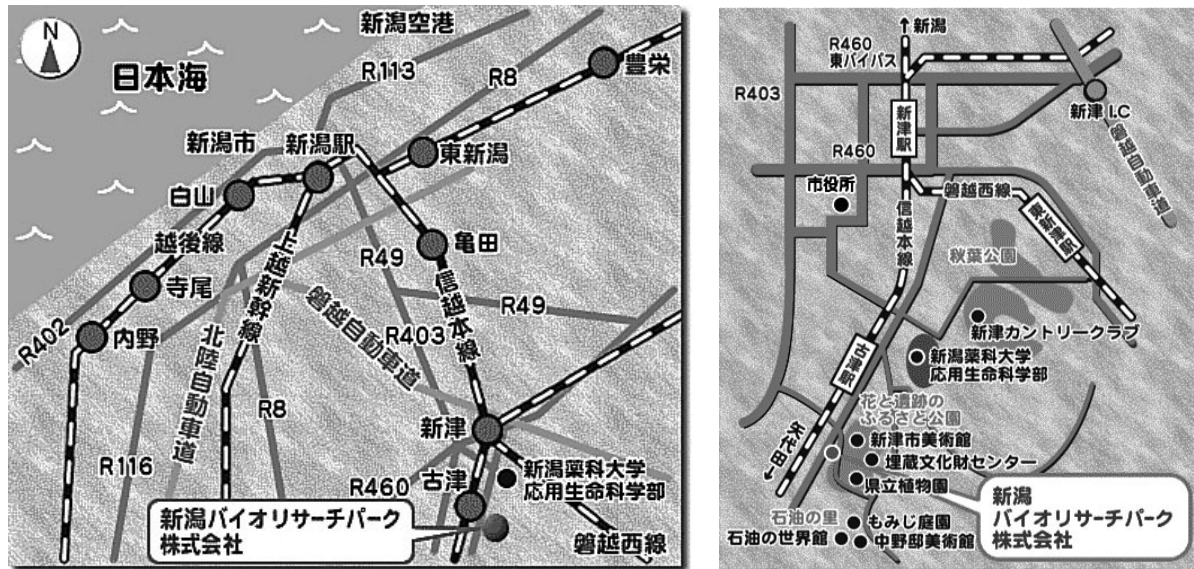 N
日本海
新潟空港
R113
R8
豊栄
新潟市
新潟駅
東新潟
白山
越後線
上越新幹線
亀田
R49
信越本線
寺尾
R49
磐越自動車道
R402
内野
北陸自動車道
R403
R8
新津
R116
R460
古津
新潟薬科大学
応用生命科学部
新潟バイオリサーチパーク
株式会社
磐越西線
新潟
R460
東バイパス
R403
新津駅
新津 I.C
磐越自動車道
R460
市役所
信越本線
磐越西線
東新津駅
秋葉公園
新津カントリークラブ
古津駅
新潟薬科大学
応用生命科学部
花と遺跡の
ふるさと公園
矢代田
新津市美術館
埋蔵文化財センター
県立植物園
新潟
バイオリサーチパーク
株式会社
石油の里
もみじ庭園
石油の世界館
中野邸美術館